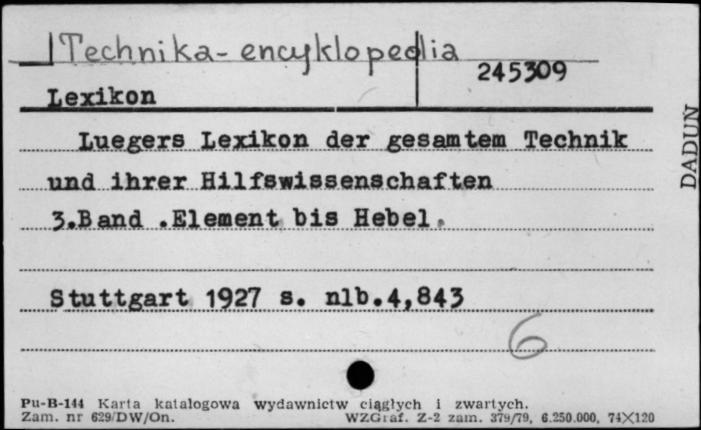 Technika-encyklopedia
245309
Lexikon
Luegers Lexikon der gesamtem Technik
und ihrer Hilfswissenschaften
3.Band .Element bis Hebel.
Stuttgart 1927 s. nlb.4,843
6
Pu-B-144 Karta katalogowa wydawnictw ciągłych i zwartych.
Zam. nr 629/DW/On. WZGraf. Z-2 zam. 379/79, 6.250.000, 74X120
DADUN